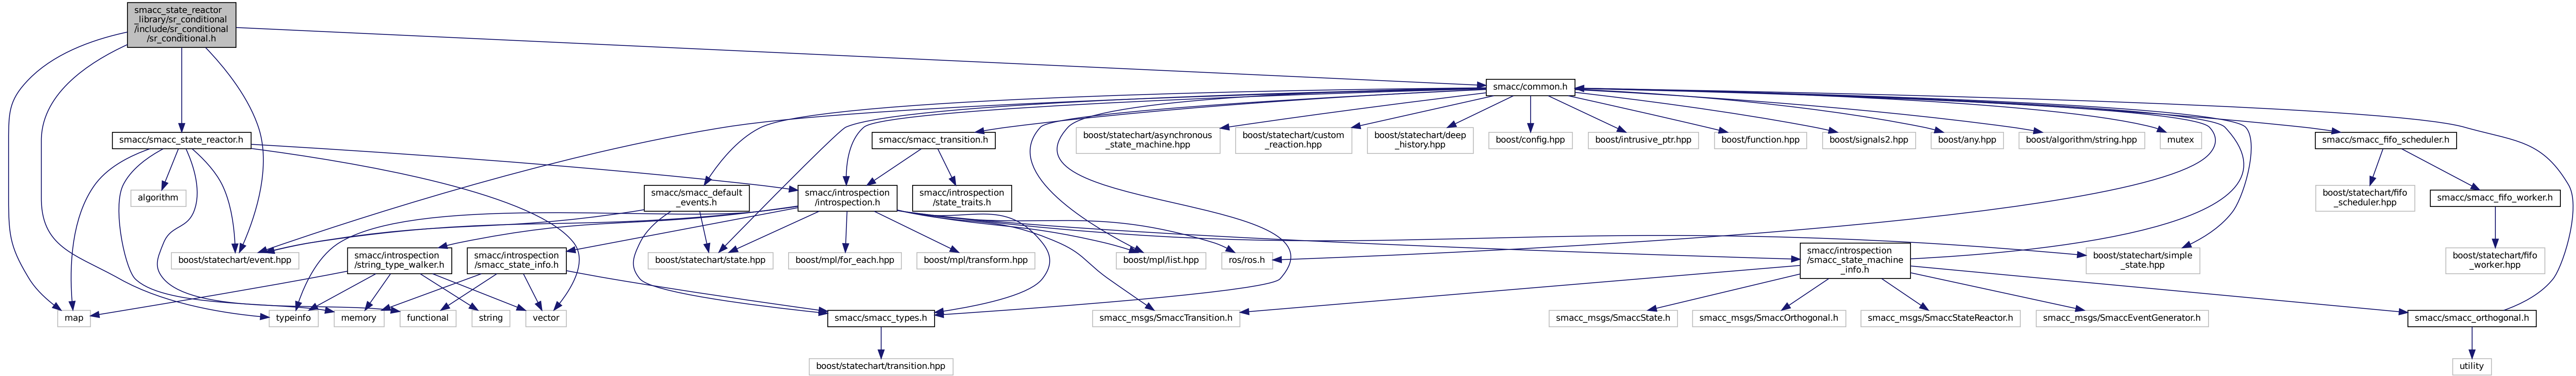 smacc_state_reactor
_library/sr_conditional
/include/sr_conditional
/sr_conditional.h
smacc/common.h
smacc/smacc_state_reactor.h
smacc/smacc_transition.h
boost/statechart/asynchronous
_state_machine.hpp
boost/statechart/custom
_reaction.hpp
boost/statechart/deep
_history.hpp
boost/config.hpp
boost/intrusive_ptr.hpp
boost/function.hpp
boost/signals2.hpp
boost/any.hpp
boost/algorithm/string.hpp
mutex
smacc/smacc_fifo_scheduler.h
algorithm
smacc/smacc_default
_events.h
smacc/introspection
/introspection.h
smacc/introspection
/state_traits.h
boost/statechart/fifo
_scheduler.hpp
smacc/smacc_fifo_worker.h
boost/statechart/event.hpp
smacc/introspection
/string_type_walker.h
smacc/introspection
/smacc_state_info.h
boost/statechart/state.hpp
boost/mpl/for_each.hpp
boost/mpl/transform.hpp
boost/mpl/list.hpp
ros/ros.h
smacc/introspection
/smacc_state_machine
_info.h
boost/statechart/simple
_state.hpp
boost/statechart/fifo
_worker.hpp
map
typeinfo
memory
functional
string
vector
smacc/smacc_types.h
smacc_msgs/SmaccTransition.h
smacc_msgs/SmaccState.h
smacc_msgs/SmaccOrthogonal.h
smacc_msgs/SmaccStateReactor.h
smacc_msgs/SmaccEventGenerator.h
smacc/smacc_orthogonal.h
boost/statechart/transition.hpp
utility